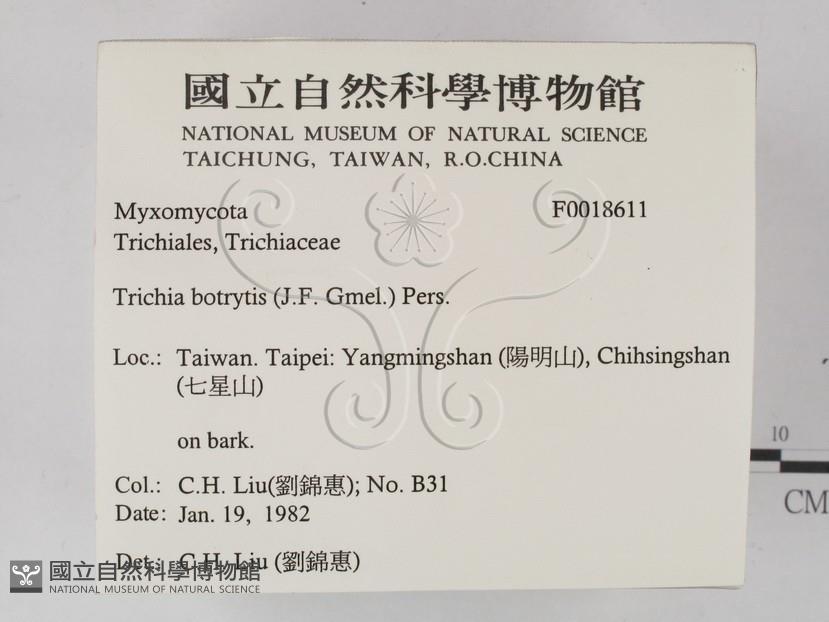 國立自然科學博物館
NATIONAL MUSEUM OF NATURAL SCIENCE
TAICHUNG, TAIWAN, R.O.CHINA
Myxomycota F0018611
Trichiales, Trichiaceae
Trichia botrytis (J.F. Gmel.) Pers.
Loc.: Taiwan. Taipei: Yangmingshan (陽明山), Chihsingshan
(七星山)
on bark.
Col.: C.H. Liu(劉錦惠); No. B31
Date: Jan. 19, 1982
Det.: C.H. Liu (劉錦惠)
國立自然科學博物館
NATIONAL MUSEUM OF NATURAL SCIENCE
10
CM